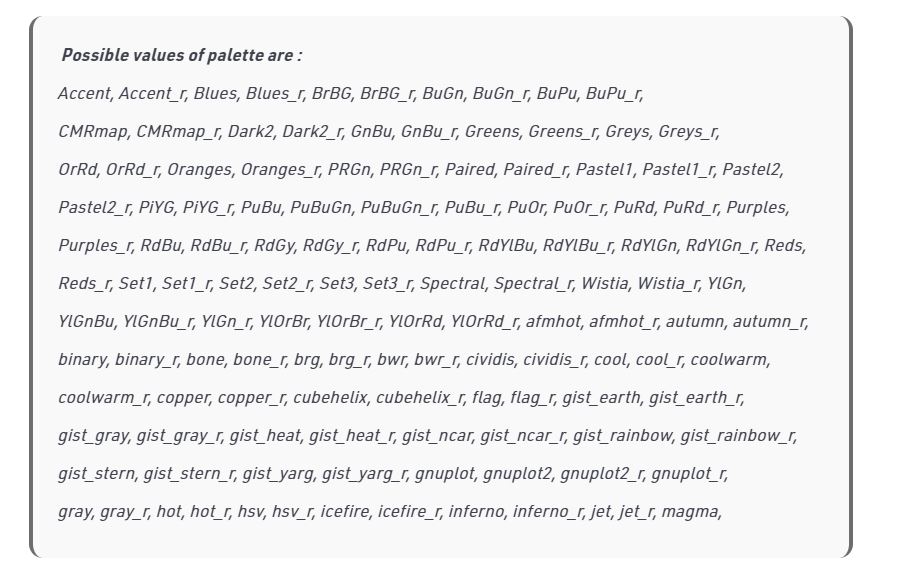 Possible values of palette are :
Accent, Accent_r, Blues, Blues_r, BrBG, BrBG_r, BuGn, BuGn_r, BuPu, BuPu_r,
CMRmap, CMRmap_r, Dark2, Dark2_r, GnBu, GnBu_r, Greens, Greens_r, Greys, Greys_r,
OrRd, OrRd_r, Oranges, Oranges_r, PRGn, PRGn_r, Paired, Paired_r, Pastel1, Pastel1_r, Pastel2,
Pastel2_r, PiYG, PiYG_r, PuBu, PuBuGn, PuBuGn_r, PuBu_r, PuOr, PuOr_r, PuRd, PuRd_r, Purples,
Purples_r, RdBu, RdBu_r, RdGy, RdGy_r, RdPu, RdPu_r, RdYlBu, RdYlBu_r, RdYlGn, RdYlGn_r, Reds,
Reds_r, Set1, Set1_r, Set2, Set2_r, Set3, Set3_r, Spectral, Spectral_r, Wistia, Wistia_r, YlGn,
YlGnBu, YlGnBu_r, YlGn_r, YlOrBr, YlOrBr_r, YlOrRd, YlOrRd_r, afmhot, afmhot_r, autumn, autumn_r,
binary, binary_r, bone, bone_r, brg, brg_r, bwr, bwr_r, cividis, cividis_r, cool, cool_r, coolwarm,
coolwarm_r, copper, copper_r, cubehelix, cubehelix_r, flag, flag_r, gist_earth, gist_earth_r,
gist_gray, gist_gray_r, gist_heat, gist_heat_r, gist_ncar, gist_ncar_r, gist_rainbow, gist_rainbow_r,
gist_stern, gist_stern_r, gist_yarg, gist_yarg_r, gnuplot, gnuplot2, gnuplot2_r, gnuplot_r,
gray, gray_r, hot, hot_r, hsv, hsv_r, icefire, icefire_r, inferno, inferno_r, jet, jet_r, magma,